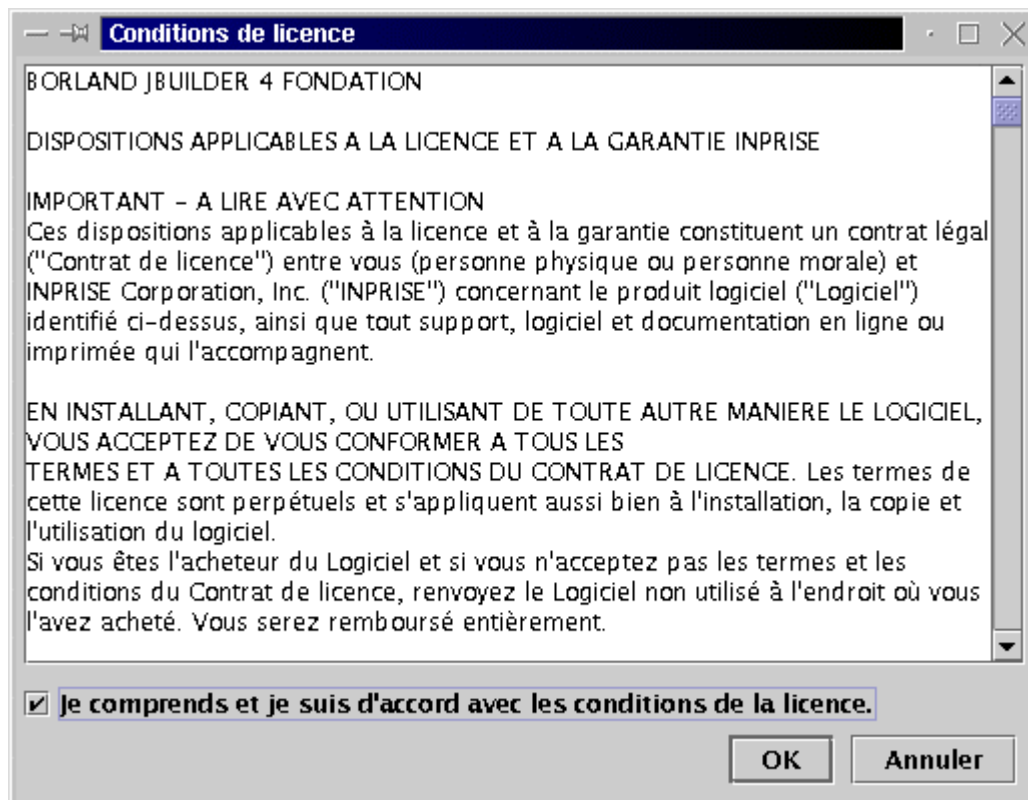 Conditions de licence
BORLAND JBUILDER 4 FONDATION
DISPOSITIONS APPLICABLES A LA LICENCE ET A LA GARANTIE INPRISE
IMPORTANT – A LIRE AVEC ATTENTION
Ces dispositions applicables à la licence et à la garantie constituent un contrat légal
("Contrat de licence") entre vous (personne physique ou personne morale) et
INPRISE Corporation, Inc. ("INPRISE") concernant le produit logiciel ("Logiciel")
identifié ci-dessus, ainsi que tout support, logiciel et documentation en ligne ou
imprimée qui l'accompagnent.
EN INSTALLANT, COPIANT, OU UTILISANT DE TOUTE AUTRE MANIERE LE LOGICIEL,
VOUS ACCEPTEZ DE VOUS CONFORMER A TOUS LES
TERMES ET A TOUTES LES CONDITIONS DU CONTRAT DE LICENCE. Les termes de
cette licence sont perpétuels et s'appliquent aussi bien à l'installation, la copie et
l'utilisation du logiciel.
Si vous êtes l'acheteur du Logiciel et si vous n'acceptez pas les termes et les
conditions du Contrat de licence, renvoyez le Logiciel non utilisé à l'endroit où vous
l'avez acheté. Vous serez remboursé entièrement.
Je comprends et je suis d'accord avec les conditions de la licence.
OK
Annuler